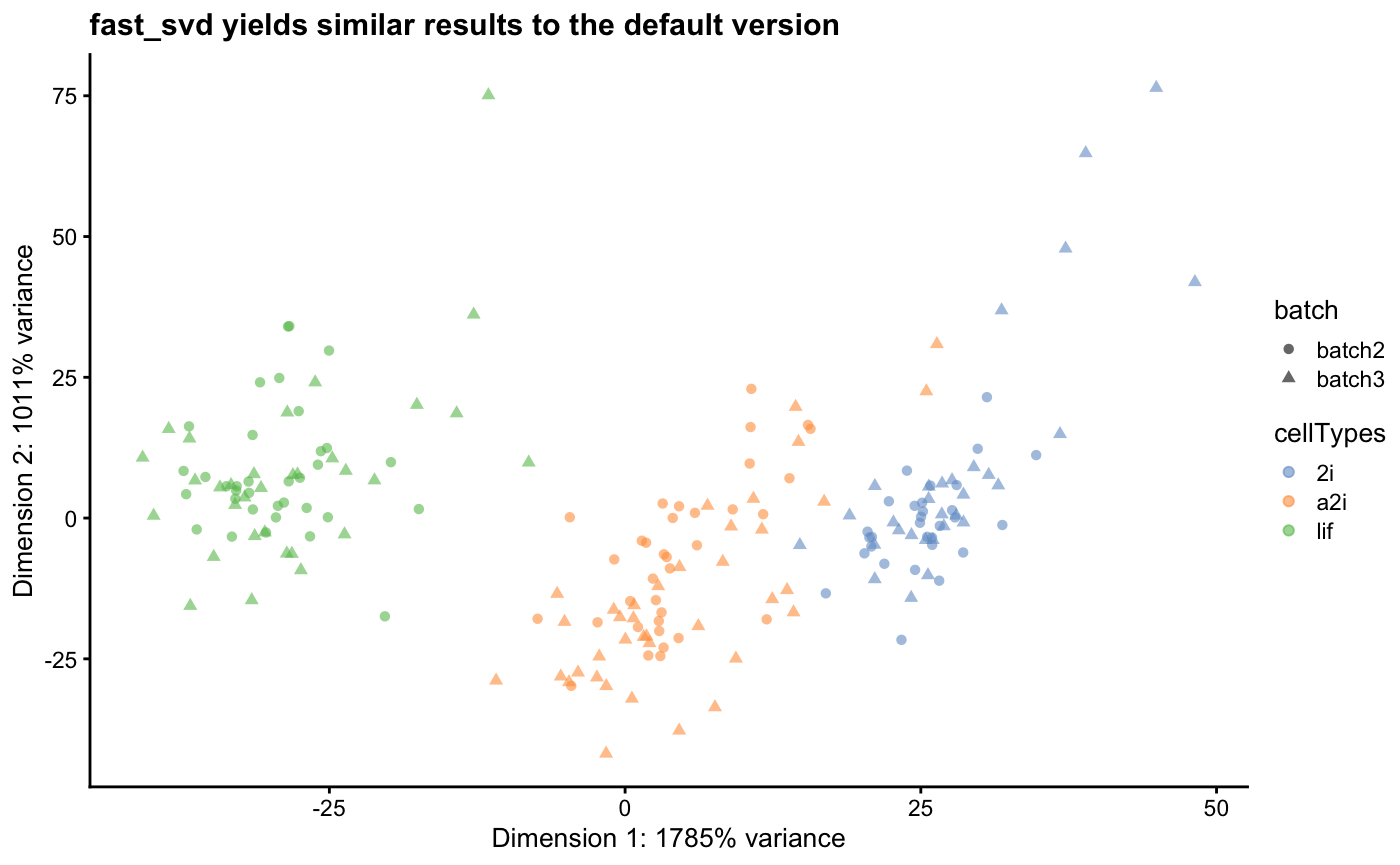 fast_svd yields similar results to the default version
75
50
25
0
-25
Dimension 2: 1011% variance
-25
0
25
50
Dimension 1: 1785% variance
batch
batch2
batch3
cellTypes
2i
a2i
lif